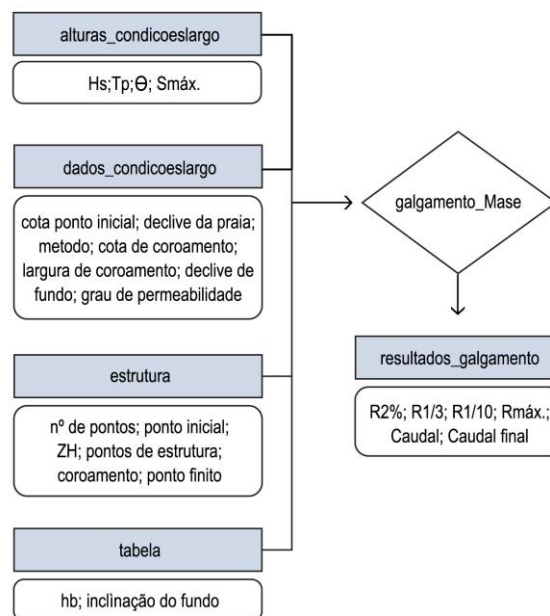 alturas_condicoeslargo
Hs;Tp;Ө; Smáx.
dados_condicoeslargo
cota ponto inicial; declive da praia;
metodo; cota de coroamento;
largura de coroamento; declive de
fundo; grau de permeabilidade
estrutura
nº de pontos; ponto inicial;
ZH; pontos de estrutura;
coroamento; ponto finito
tabela
hb; inclìnação do fundo
galgamento_Mase
resultados_galgamento
R2%; R1/3; R1/10; Rmáx.;
Caudal; Caudal final